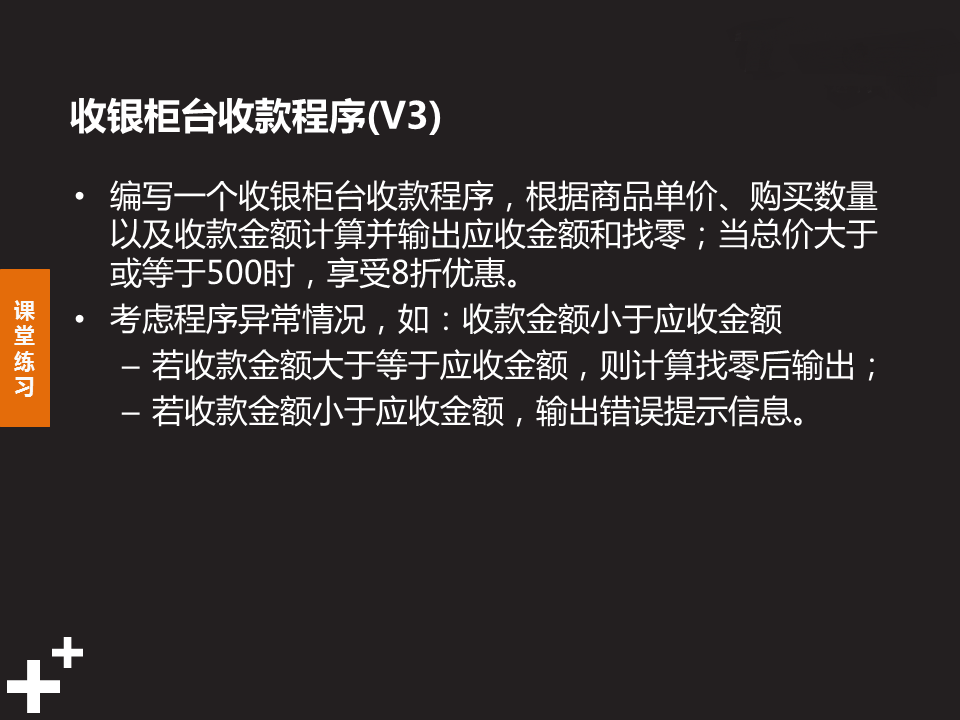 收银柜台收款程序(V3)
• 编写一个收银柜台收款程序，根据商品单价、购买数量
以及收款金额计算并输出应收金额和找零；当总价大于
或等于500时，享受8折优惠。
• 考虑程序异常情况，如：收款金额小于应收金额
– 若收款金额大于等于应收金额，则计算找零后输出；
– 若收款金额小于应收金额，输出错误提示信息。
课
堂
练
习